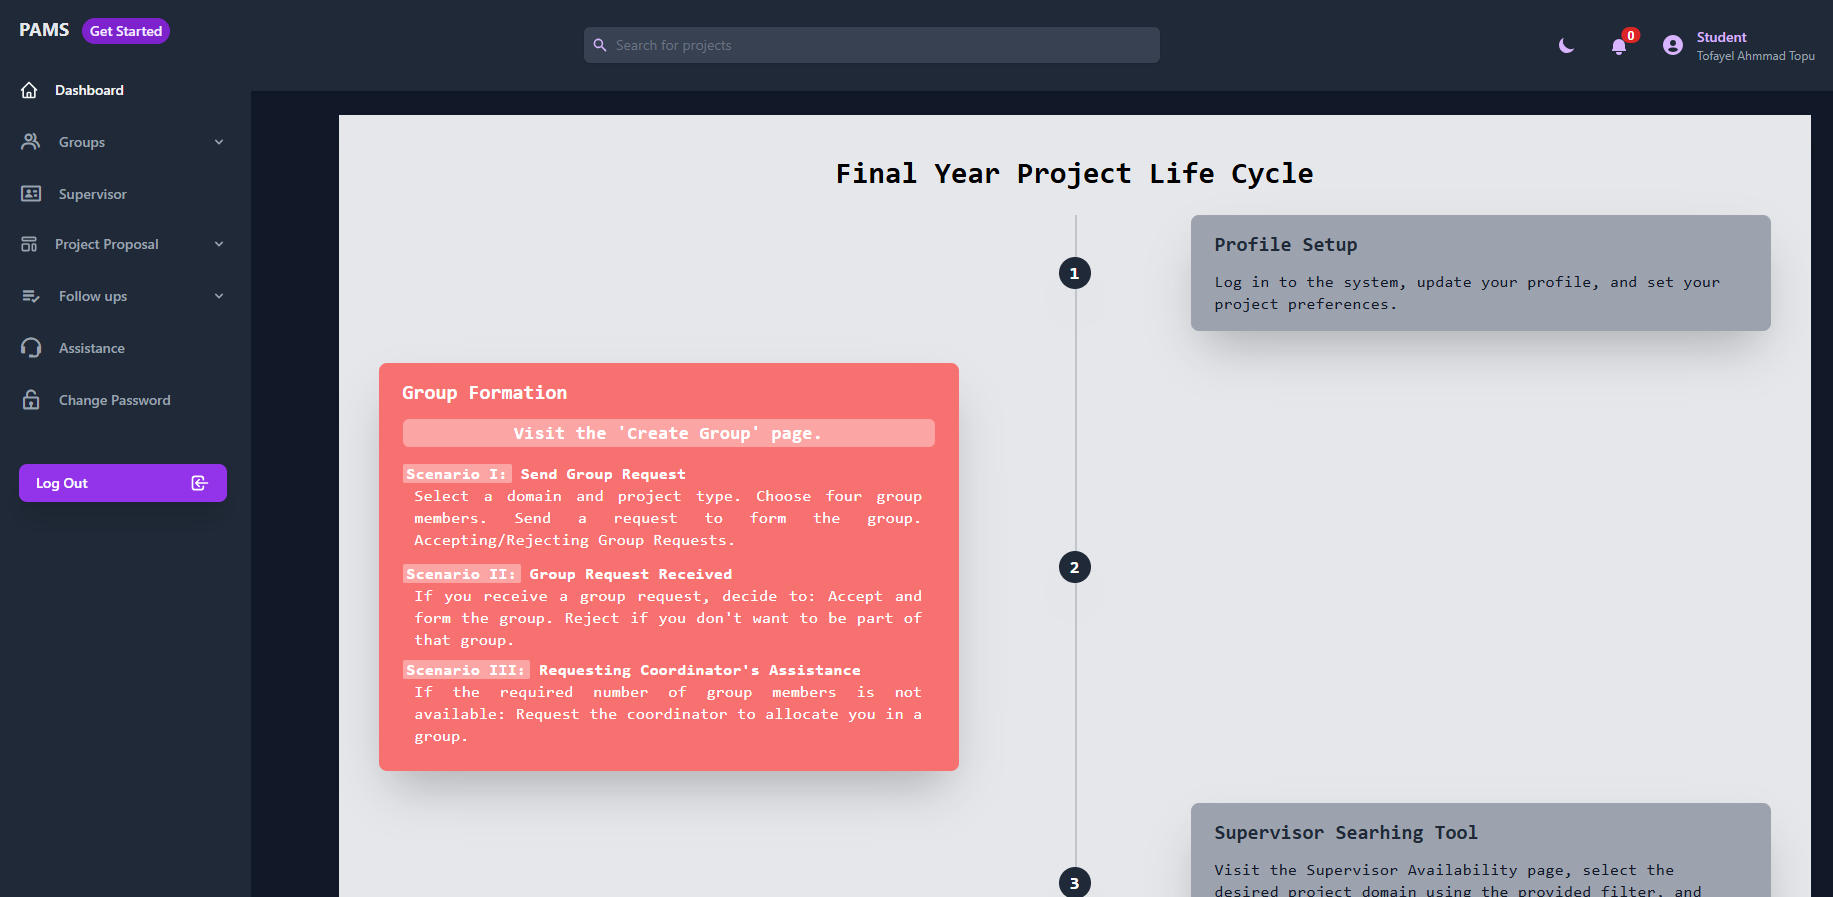 PAMS Get Started
Search for projects
0
Student
Tofayel Ahmmad Topu
Dashboard
Groups
Supervisor
Project Proposal
Follow ups
Assistance
Change Password
Log Out
Final Year Project Life Cycle
1
Profile Setup
Log in to the system, update your profile, and set your
project preferences.
Group Formation
Visit the 'Create Group' page.
Scenario I: Send Group Request
Select a domain and project type. Choose four group
members. Send a request to form the group.
Accepting/Rejecting Group Requests.
Scenario II: Group Request Received
If you receive a group request, decide to: Accept and
form the group. Reject if you don't want to be part of
that group.
Scenario III: Requesting Coordinator's Assistance
If the required number of group members is not
available: Request the coordinator to allocate you in a
group.
2
Supervisor Searhing Tool
Visit the Supervisor Availability page, select the
desired project domain using the provided filter, and
3